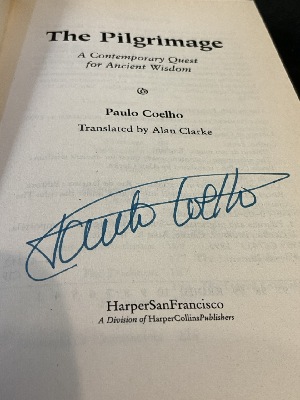 The Pilgrimage
A Contemporary Quest
for Ancient Wisdom
Paulo Coelho
Translated by Alan Clarke
Paulo Coelho
HarperSanFrancisco
A Division of HarperCollinsPublishers